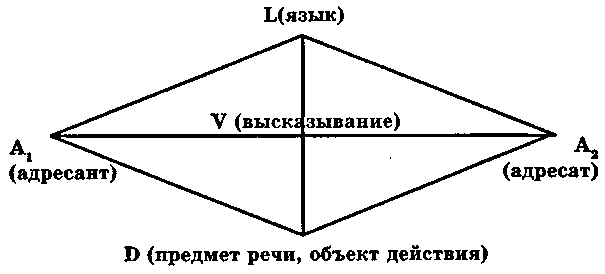 L(язык)
V (высказывание)
A₁
(адресант)
A₂
(адресат)
D (предмет речи, объект действия)